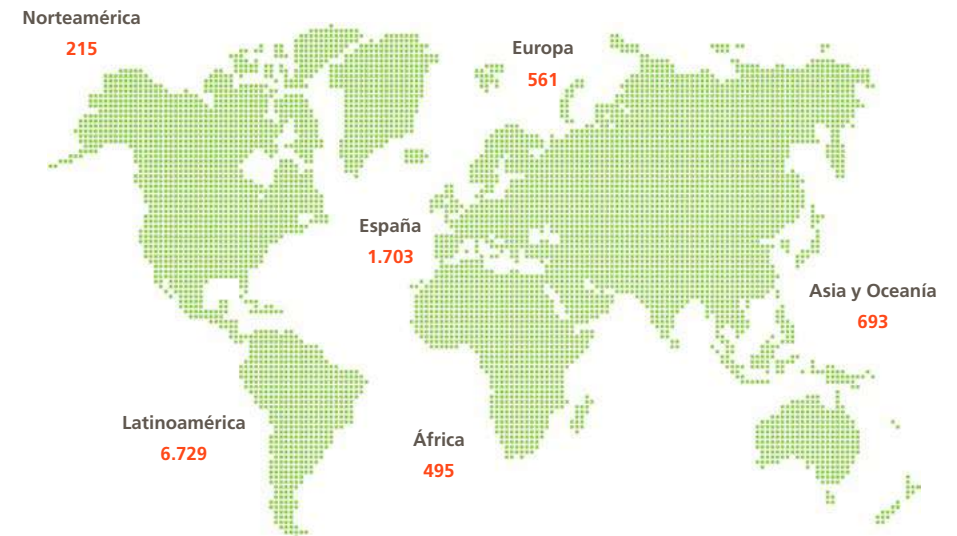 Norteamérica
215
Europa
561
España
1.703
Asia y Oceanía
693
Latinoamérica
6.729
África
495